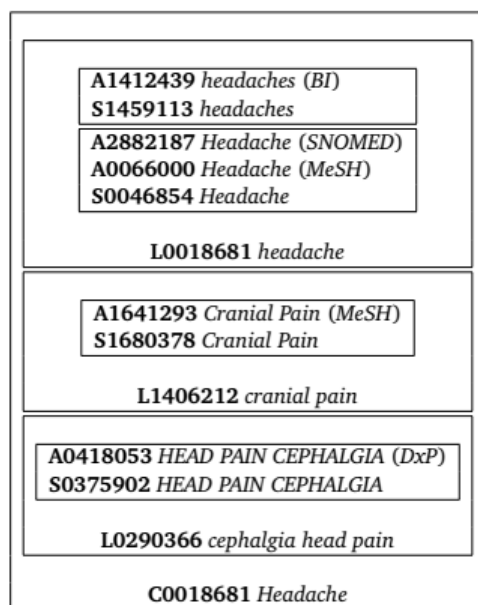 A1412439 headaches (BI)
S1459113 headaches
A2882187 Headache (SNOMED)
A0066000 Headache (MeSH)
S0046854 Headache
L0018681 headache
A1641293 Cranial Pain (MeSH)
S1680378 Cranial Pain
L1406212 cranial pain
A0418053 HEAD PAIN CEPHALGIA (DxP)
S0375902 HEAD PAIN CEPHALGIA
L0290366 cephalgia head pain
C0018681 Headache